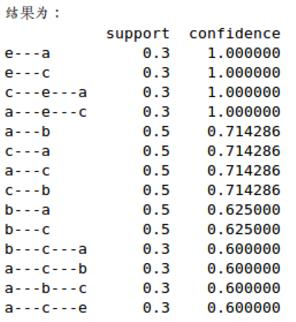 结果为：
support confidence
e---a 0.3 1.000000
e---c 0.3 1.000000
c---e---a 0.3 1.000000
a---e---c 0.3 1.000000
a---b 0.5 0.714286
c---a 0.5 0.714286
a---c 0.5 0.714286
c---b 0.5 0.714286
b---a 0.5 0.625000
b---c 0.5 0.625000
b---c---a 0.3 0.600000
a---c---b 0.3 0.600000
a---b---c 0.3 0.600000
a---c---e 0.3 0.600000